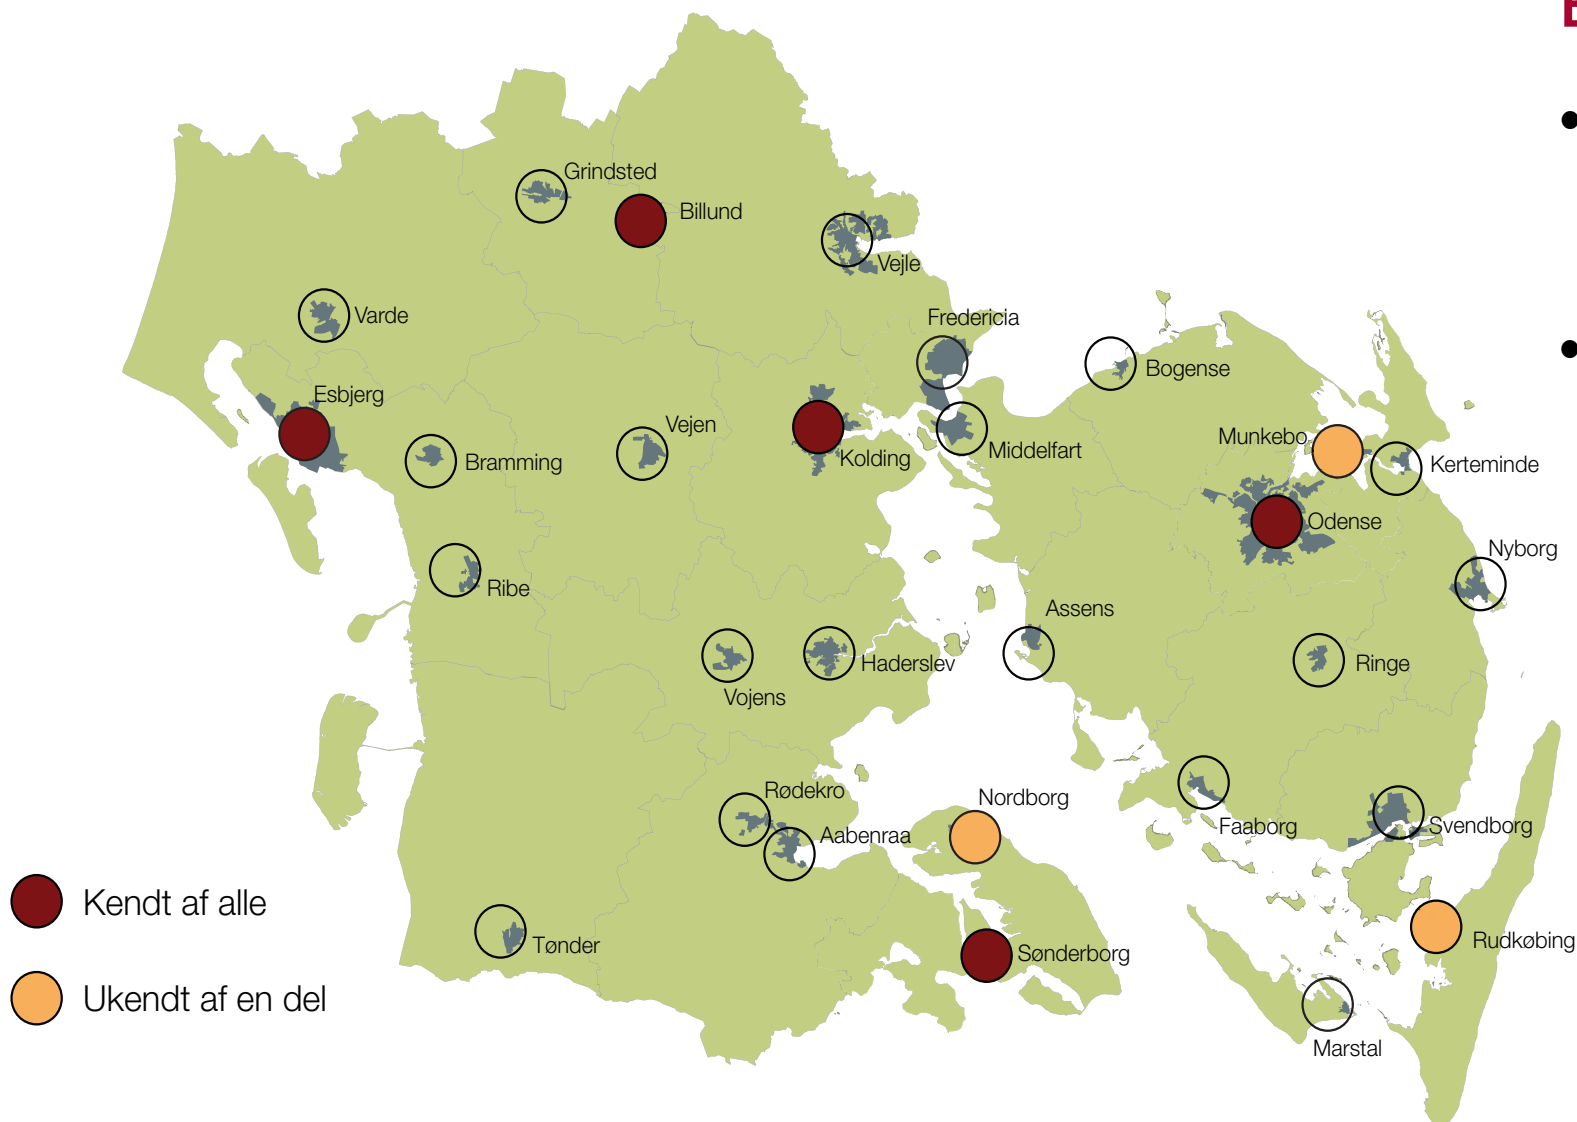 Grindsted
Billund
Vejle
Varde
Fredericia
Bogense
Esbjerg
Vejen
Bramming
Kolding
Middelfart
Munkebo
Kerteminde
Odense
Nyborg
Ribe
Assens
Haderslev
Ringe
Vojens
Rødekro
Nordborg
Aabenraa
Faaborg
Svendborg
Kendt af alle
Tønder
Sønderborg
Rudkøbing
Ukendt af en del
Marstal